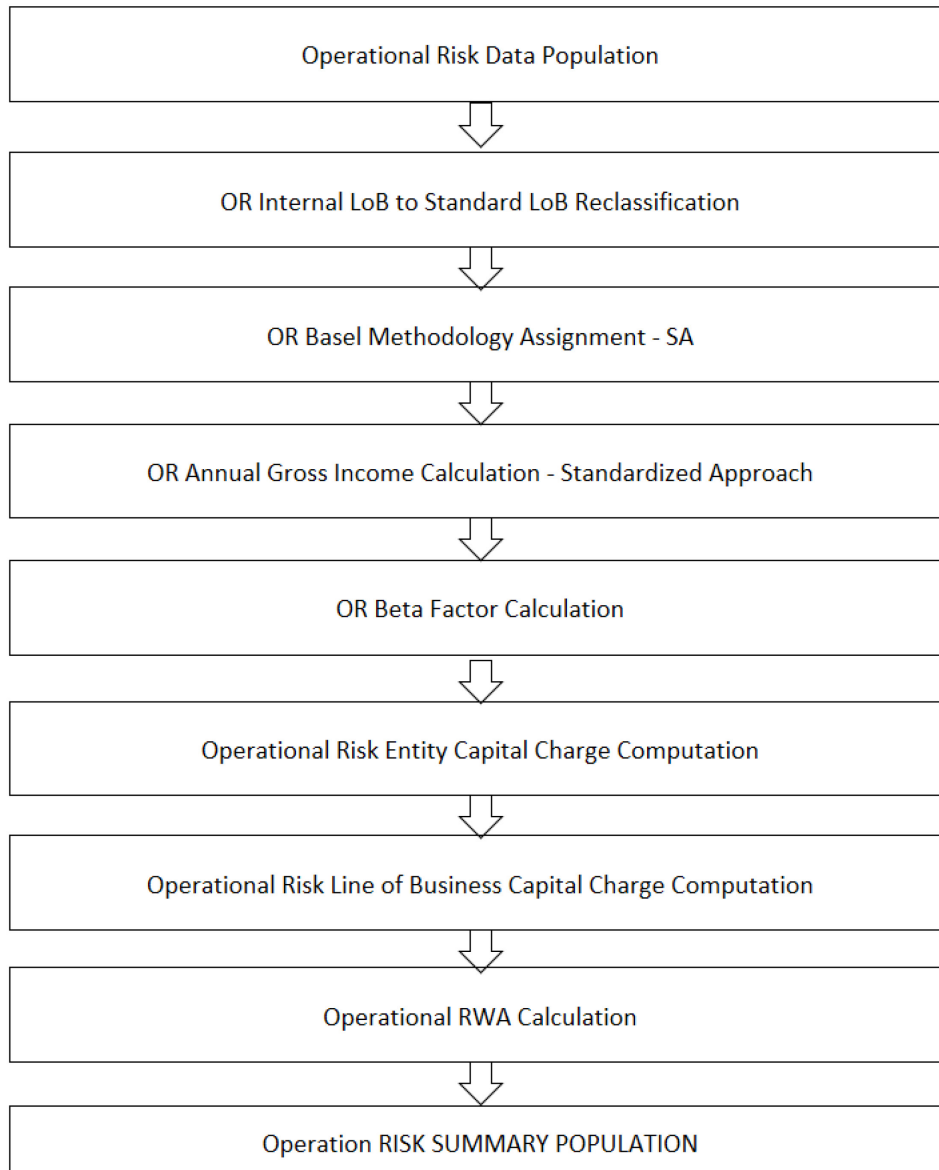 Operational Risk Data Population
OR Internal LoB to Standard LoB Reclassification
OR Basel Methodology Assignment - SA
OR Annual Gross Income Calculation - Standardized Approach
OR Beta Factor Calculation
Operational Risk Entity Capital Charge Computation
Operational Risk Line of Business Capital Charge Computation
Operational RWA Calculation
Operation RISK SUMMARY POPULATION